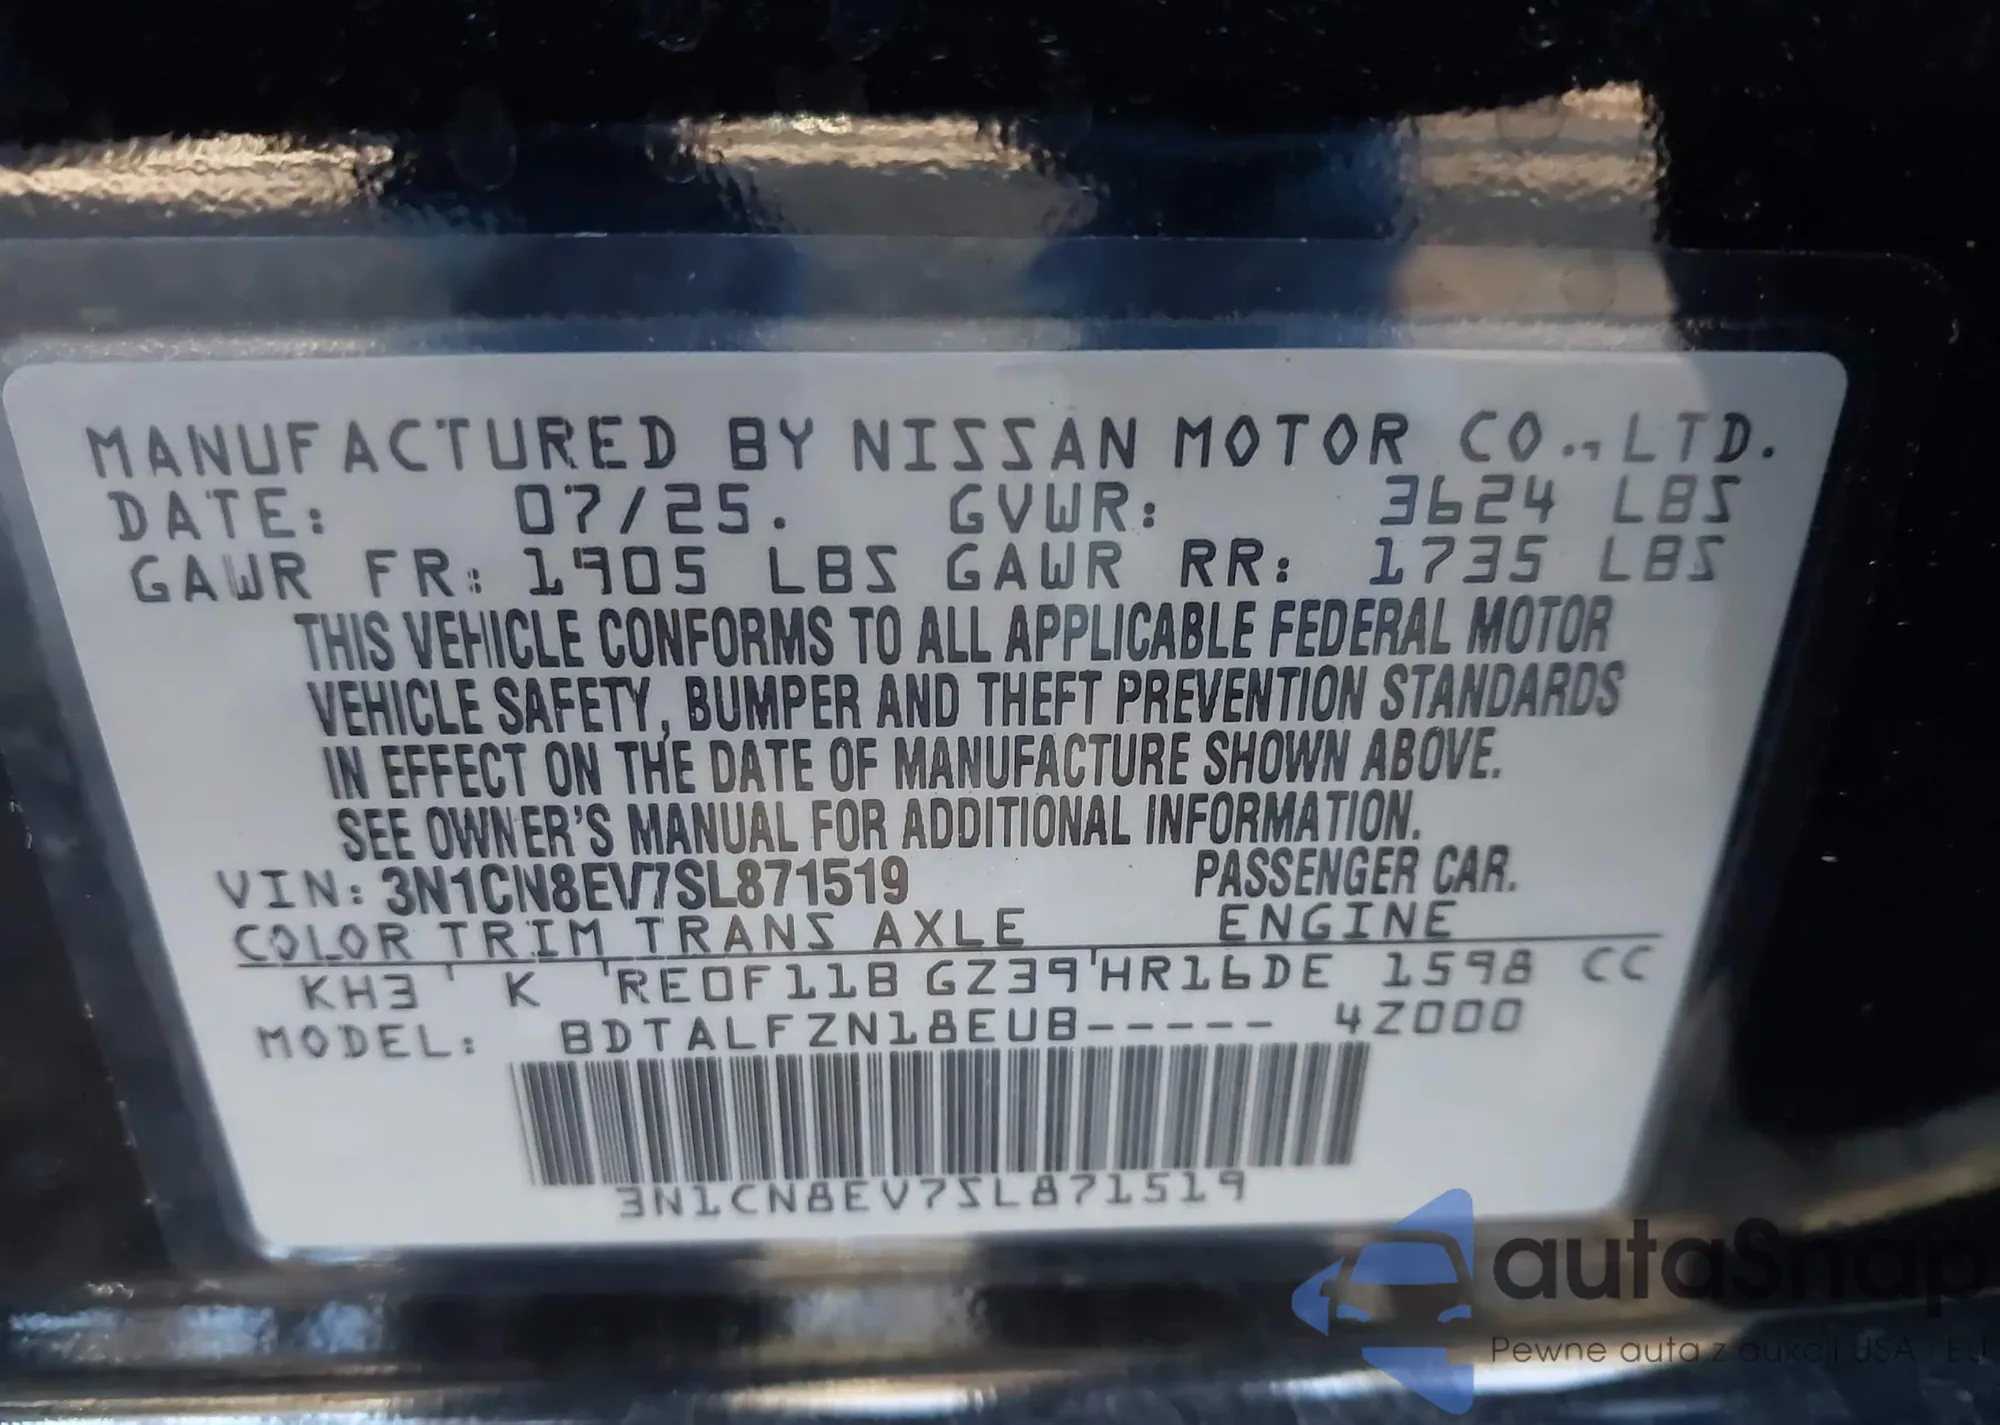 MANUFACTURED BY NISSAN MOTOR CO., LTD.
DATE: 07/25. GVWR: 3624 LBS
GAWR FR: 1905 LBS GAWR RR: 1735 LBS
THIS VEHICLE CONFORMS TO ALL APPLICABLE FEDERAL MOTOR
VEHICLE SAFETY, BUMPER AND THEFT PREVENTION STANDARDS
IN EFFECT ON THE DATE OF MANUFACTURE SHOWN ABOVE.
SEE OWNER'S MANUAL FOR ADDITIONAL INFORMATION.
VIN: 3N1CN8EV7SL871519 PASSENGER CAR.
COLOR TRIM TRANS AXLE ENGINE
KH3 ' K 'RE0F11B GZ39'HR16DE 1598 CC
MODEL: BDTALFZN18EUB----- 4Z000
3N1CN8EV7SL871519
autaSnap
Pewne auta z aukcji USA i EU